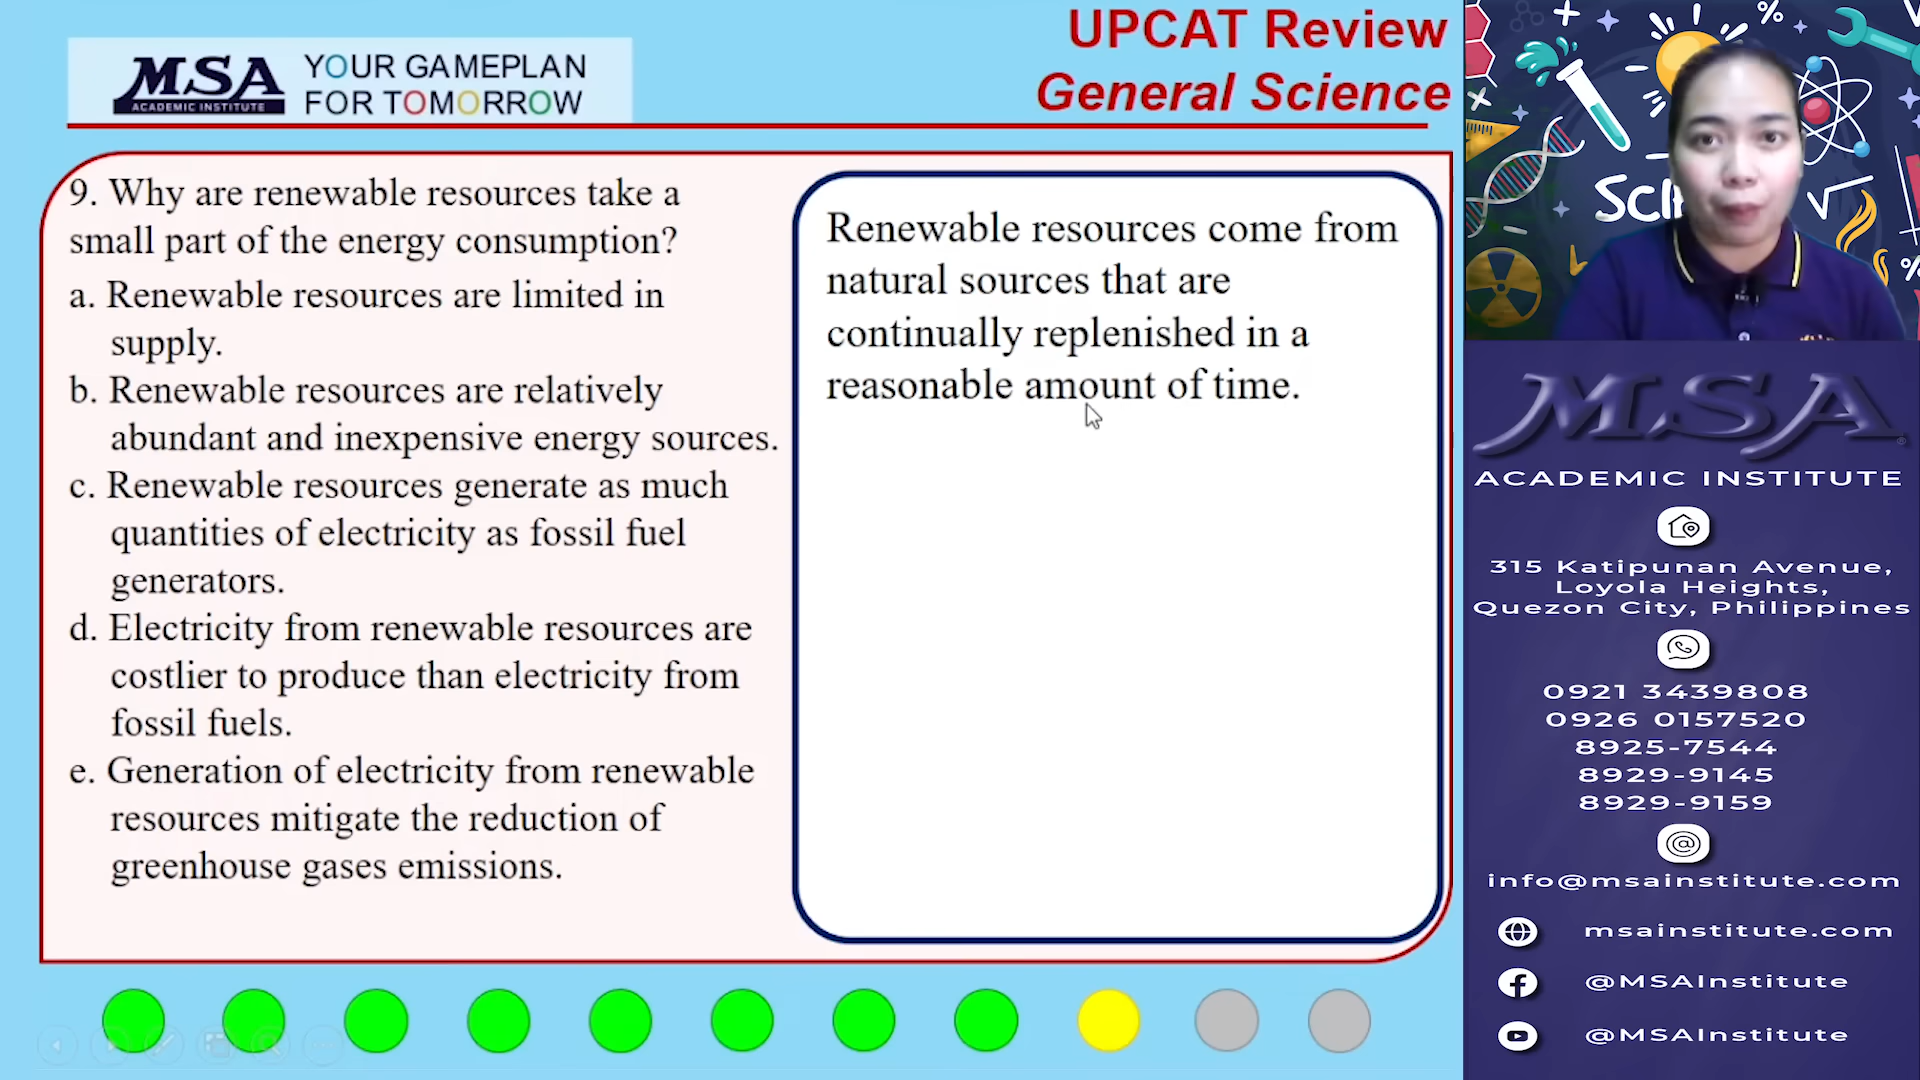 MSA
ACADEMIC INSTITUTE
YOUR GAMEPLAN
FOR TOMORROW
UPCAT Review
General Science
9. Why are renewable resources take a
small part of the energy consumption?
a. Renewable resources are limited in
supply.
b. Renewable resources are relatively
abundant and inexpensive energy sources.
c. Renewable resources generate as much
quantities of electricity as fossil fuel
generators.
d. Electricity from renewable resources are
costlier to produce than electricity from
fossil fuels.
e. Generation of electricity from renewable
resources mitigate the reduction of
greenhouse gases emissions.
Renewable resources come from
natural sources that are
continually replenished in a
reasonable amount of time.
MSA
®
ACADEMIC INSTITUTE
315 Katipunan Avenue,
Loyola Heights,
Quezon City, Philippines
0921 3439808
0926 0157520
8925-7544
8929-9145
8929-9159
info@msainstitute.com
msainstitute.com
@MSAInstitute
@MSAInstitute